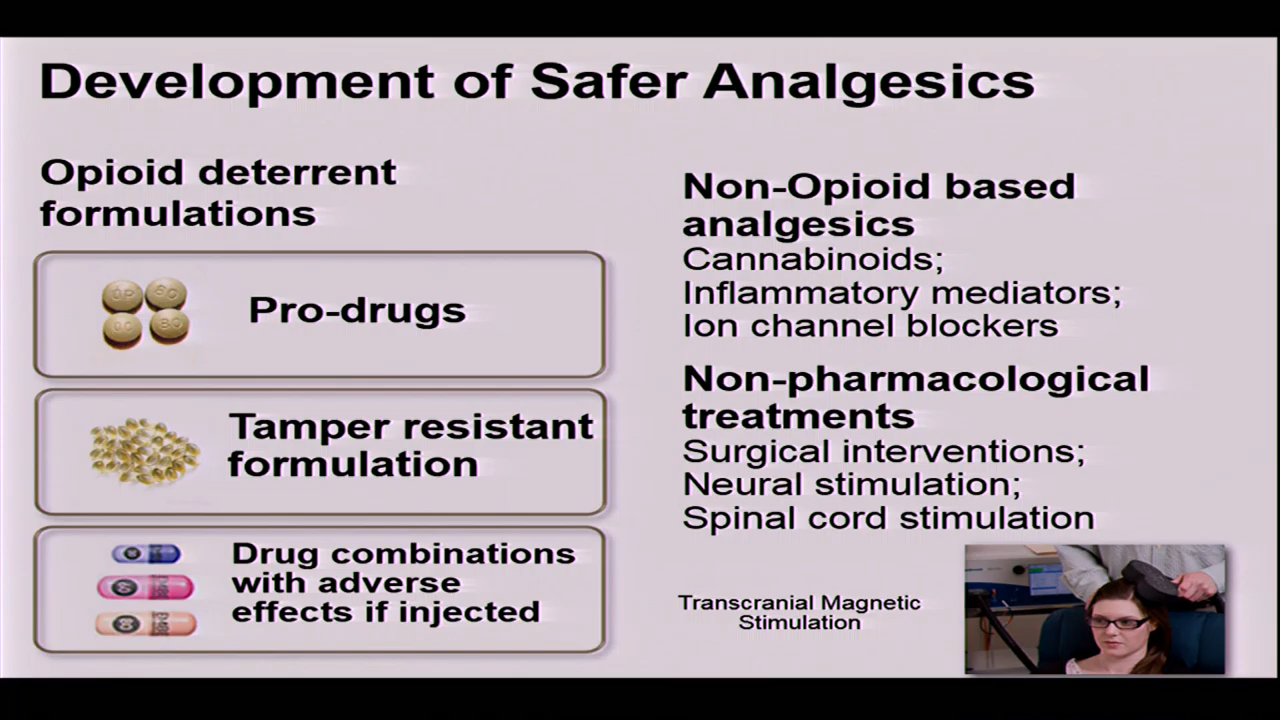 Development of Safer Analgesics
Opioid deterrent
formulations
Pro-drugs
Tamper resistant
formulation
Drug combinations
with adverse
effects if injected
Non-Opioid based
analgesics
Cannabinoids;
Inflammatory mediators;
Ion channel blockers
Non-pharmacological
treatments
Surgical interventions;
Neural stimulation;
Spinal cord stimulation
Transcranial Magnetic
Stimulation